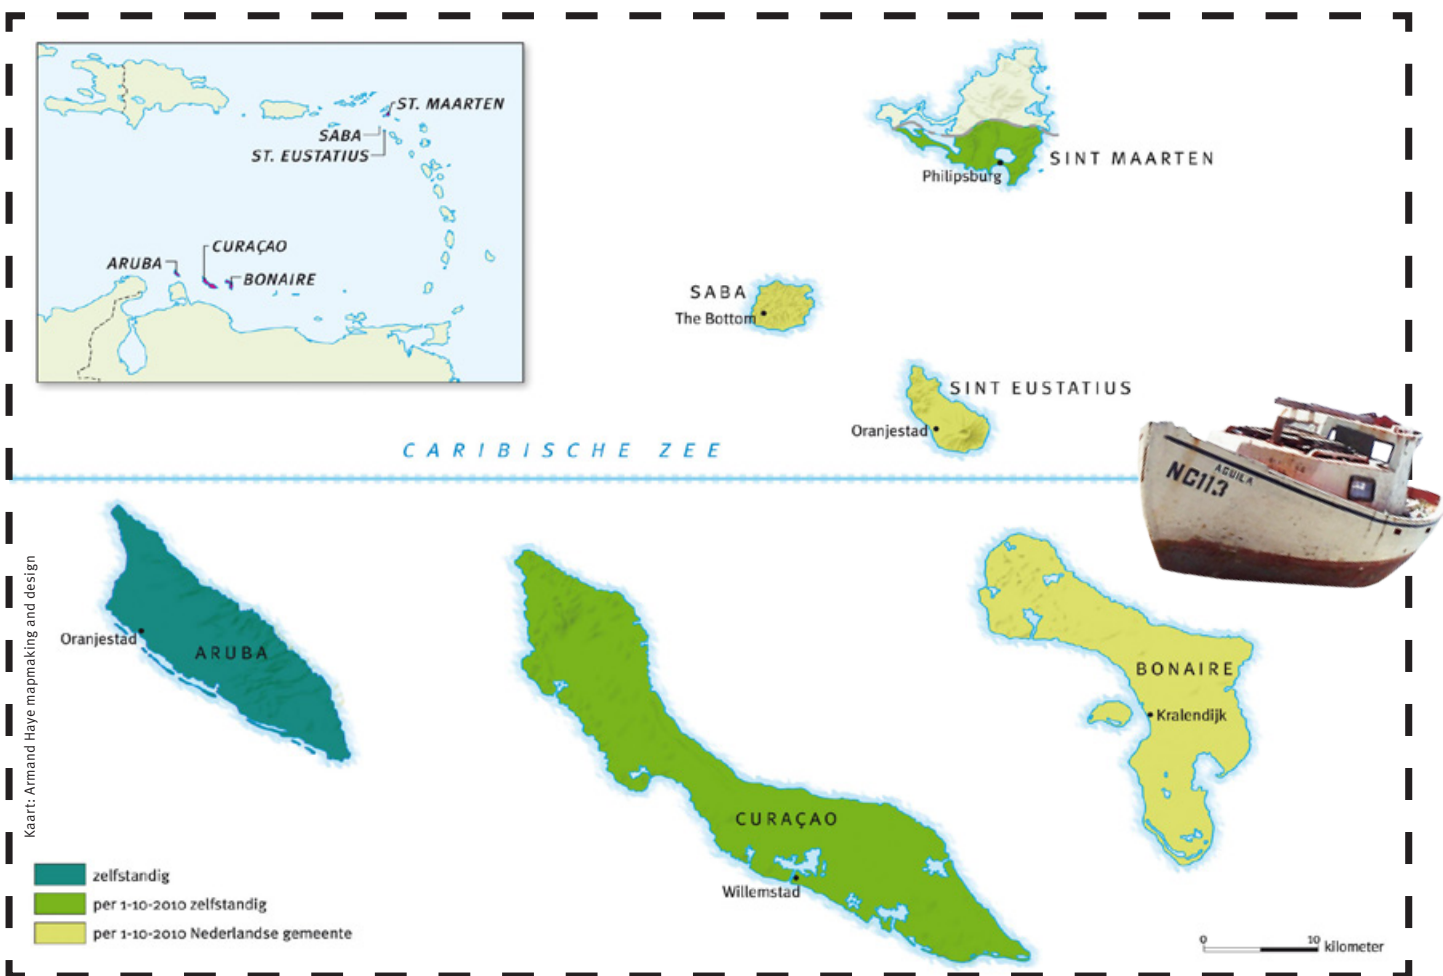 ST. MAARTEN
SABA
ST. EUSTATIUS
CURAÇAO
ARUBA
BONAIRE
SINT MAARTEN
Philipsburg
SABA
The Bottom
SINT EUSTATIUS
Oranjestad
CARIBISCHE ZEE
AGUILA
NC113
Oranjestad
ARUBA
BONAIRE
Kralendijk
CURAÇAO
Willemstad
Kaart: Armand Haye mapmaking and design
zelfstandig
per 1-10-2010 zelfstandig
per 1-10-2010 Nederlandse gemeente
0 10 kilometer